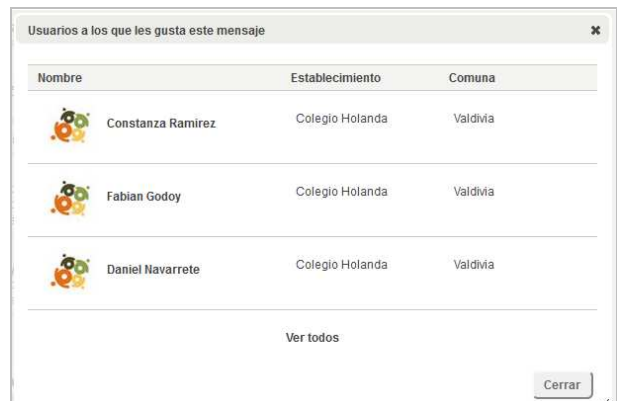 Usuarios a los que les gusta este mensaje
Nombre Establecimiento Comuna
Constanza Ramirez Colegio Holanda Valdivia
Fabian Godoy Colegio Holanda Valdivia
Daniel Navarrete Colegio Holanda Valdivia
Ver todos
Cerrar